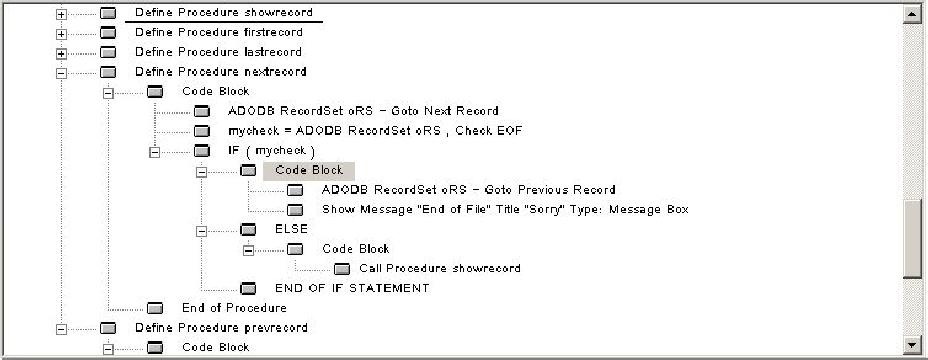 Define Procedure showrecord
Define Procedure firstrecord
Define Procedure lastrecord
Define Procedure nextrecord
Code Block
ADODB RecordSet oRS - Goto Next Record
mycheck = ADODB RecordSet oRS , Check EOF
IF ( mycheck )
Code Block
ADODB RecordSet oRS - Goto Previous Record
Show Message "End of File" Title "Sorry" Type: Message Box
ELSE
Code Block
Call Procedure showrecord
END OF IF STATEMENT
End of Procedure
Define Procedure prevrecord
Code Block